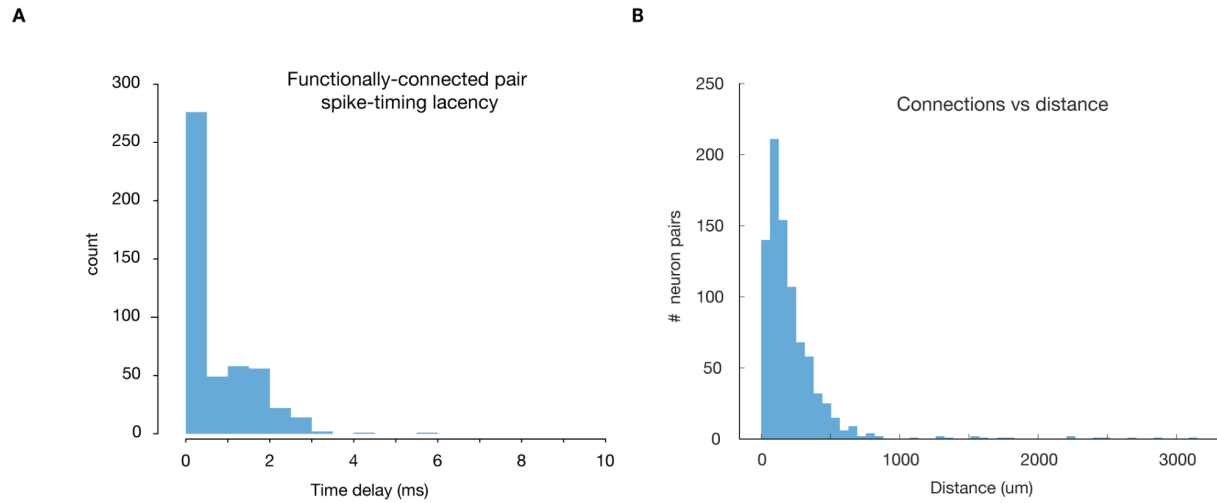 A
Functionally-connected pair
spike-timing lacency
300
250
200
150
100
50
0
count
0 2 4 6 8 10
Time delay (ms)
B
Connections vs distance
250
200
150
100
50
0
# neuron pairs
0 1000 2000 3000
Distance (um)